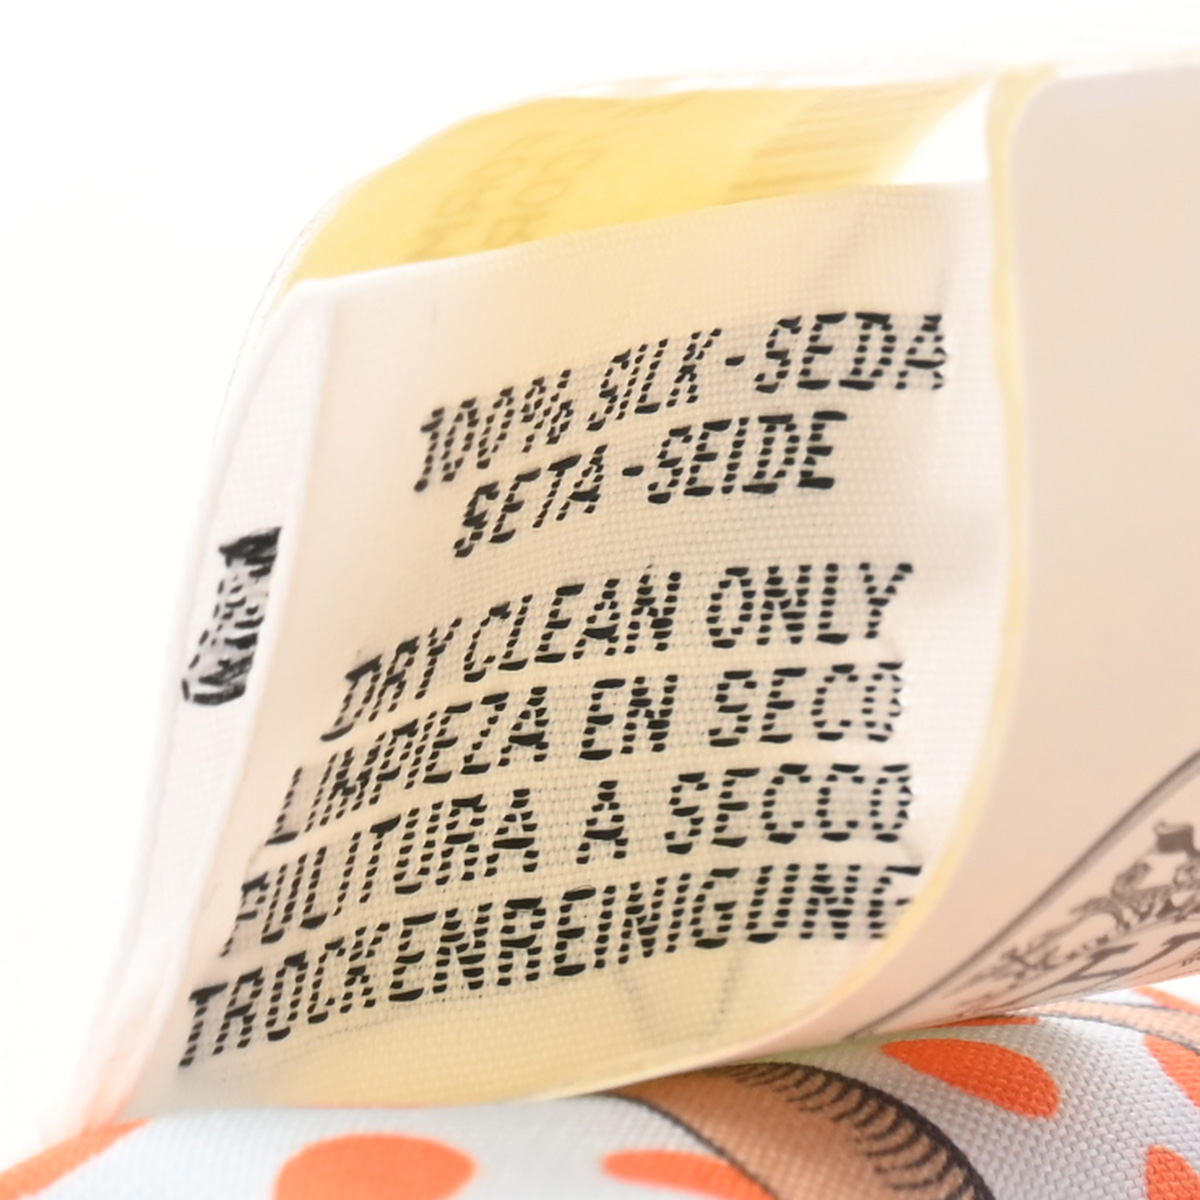 100% SILK - SEDA
SETA - SEIDE
DRY CLEAN ONLY
LIMPIEZA EN SECO
PULITURA A SECCO
TROCKENREINIGUNG